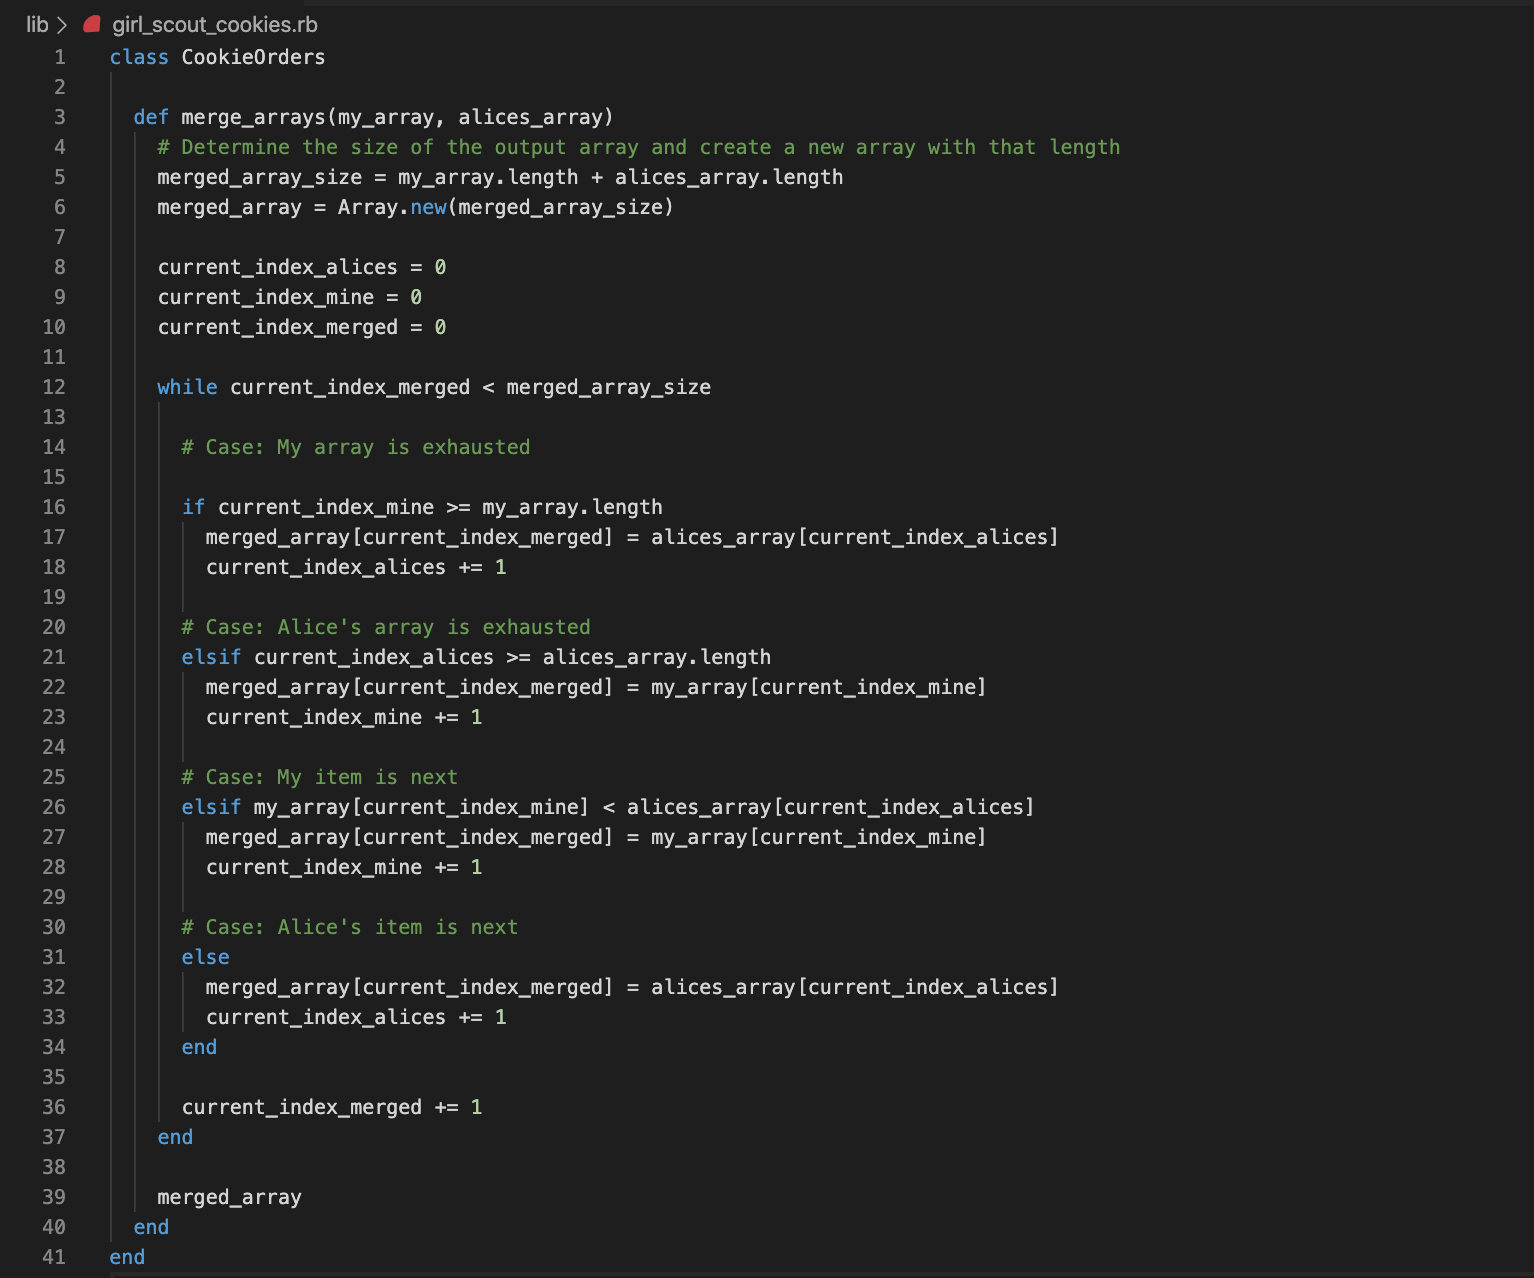 lib > girl_scout_cookies.rb
1 class CookieOrders
2
3   def merge_arrays(my_array, alices_array)
4     # Determine the size of the output array and create a new array with that length
5     merged_array_size = my_array.length + alices_array.length
6     merged_array = Array.new(merged_array_size)
7
8     current_index_alices = 0
9     current_index_mine = 0
10     current_index_merged = 0
11
12     while current_index_merged < merged_array_size
13
14       # Case: My array is exhausted
15
16       if current_index_mine >= my_array.length
17         merged_array[current_index_merged] = alices_array[current_index_alices]
18         current_index_alices += 1
19
20       # Case: Alice's array is exhausted
21       elsif current_index_alices >= alices_array.length
22         merged_array[current_index_merged] = my_array[current_index_mine]
23         current_index_mine += 1
24
25       # Case: My item is next
26       elsif my_array[current_index_mine] < alices_array[current_index_alices]
27         merged_array[current_index_merged] = my_array[current_index_mine]
28         current_index_mine += 1
29
30       # Case: Alice's item is next
31       else
32         merged_array[current_index_merged] = alices_array[current_index_alices]
33         current_index_alices += 1
34       end
35
36       current_index_merged += 1
37     end
38
39     merged_array
40   end
41 end